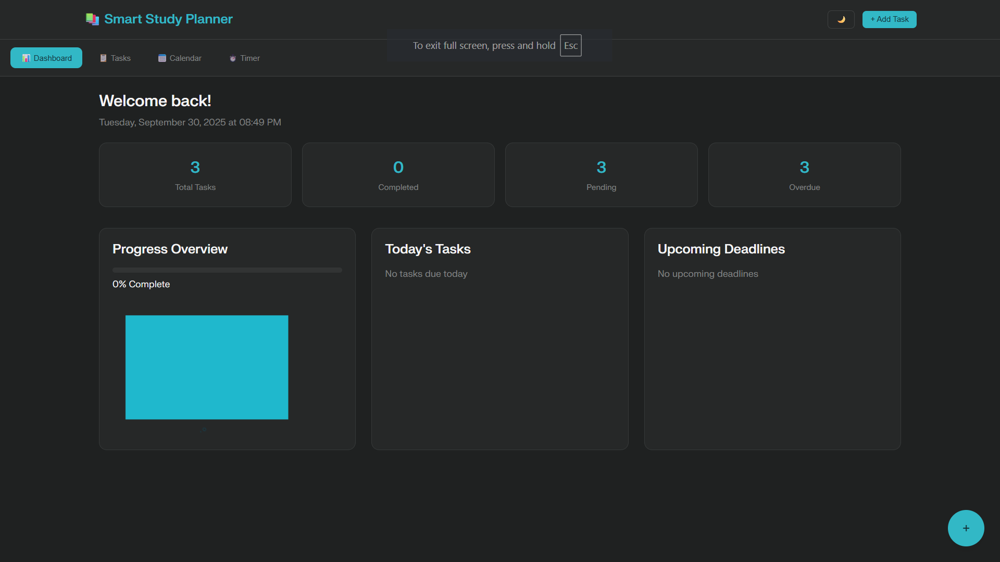 Smart Study Planner
+ Add Task
To exit full screen, press and hold Esc
Dashboard
Tasks
Calendar
Timer
Welcome back!
Tuesday, September 30, 2025 at 08:49 PM
3
Total Tasks
0
Completed
3
Pending
3
Overdue
Progress Overview
0% Complete
Today's Tasks
No tasks due today
Upcoming Deadlines
No upcoming deadlines
+